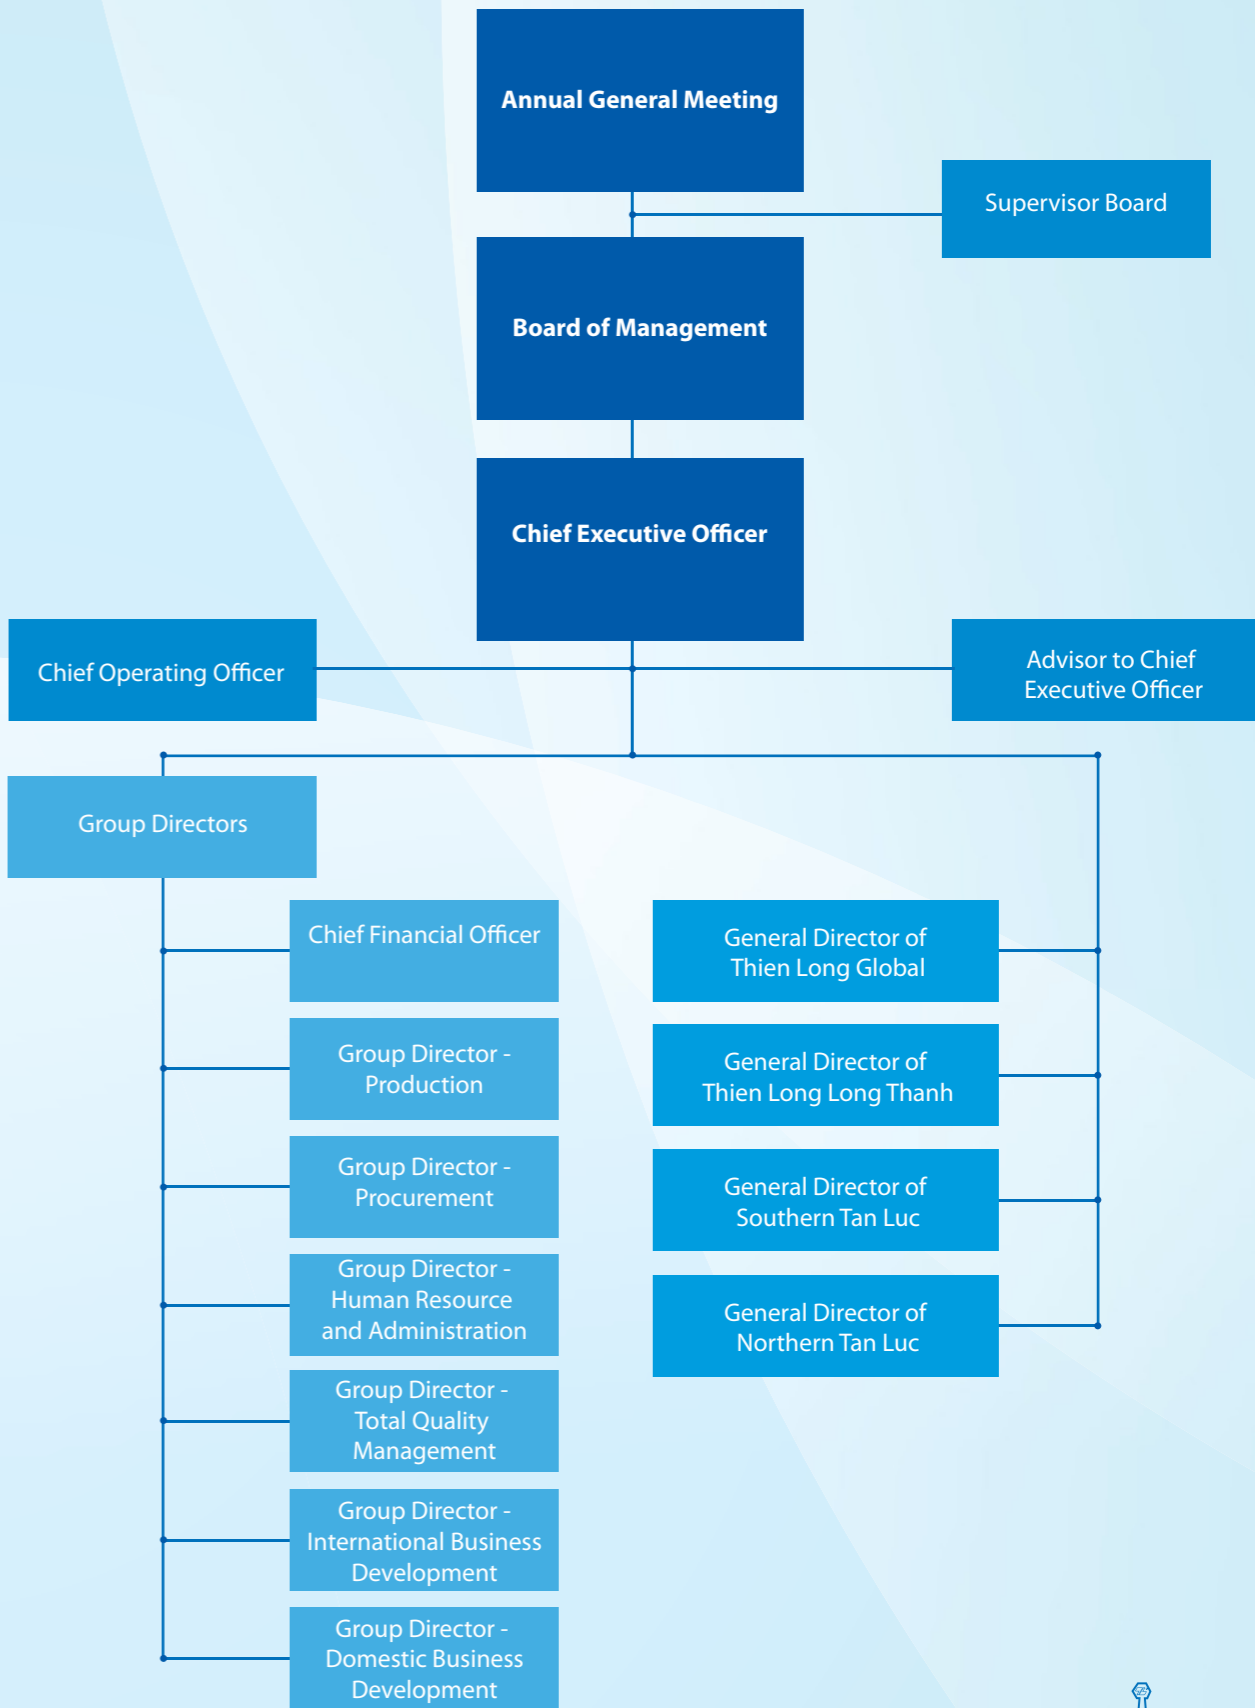 Annual General Meeting
Supervisor Board
Board of Management
Chief Executive Officer
Chief Operating Officer
Advisor to Chief
Executive Officer
Group Directors
Chief Financial Officer
Group Director -
Production
Group Director -
Procurement
Group Director -
Human Resource
and Administration
Group Director -
Total Quality
Management
Group Director -
International Business
Development
Group Director -
Domestic Business
Development
General Director of
Thien Long Global
General Director of
Thien Long Long Thanh
General Director of
Southern Tan Luc
General Director of
Northern Tan Luc